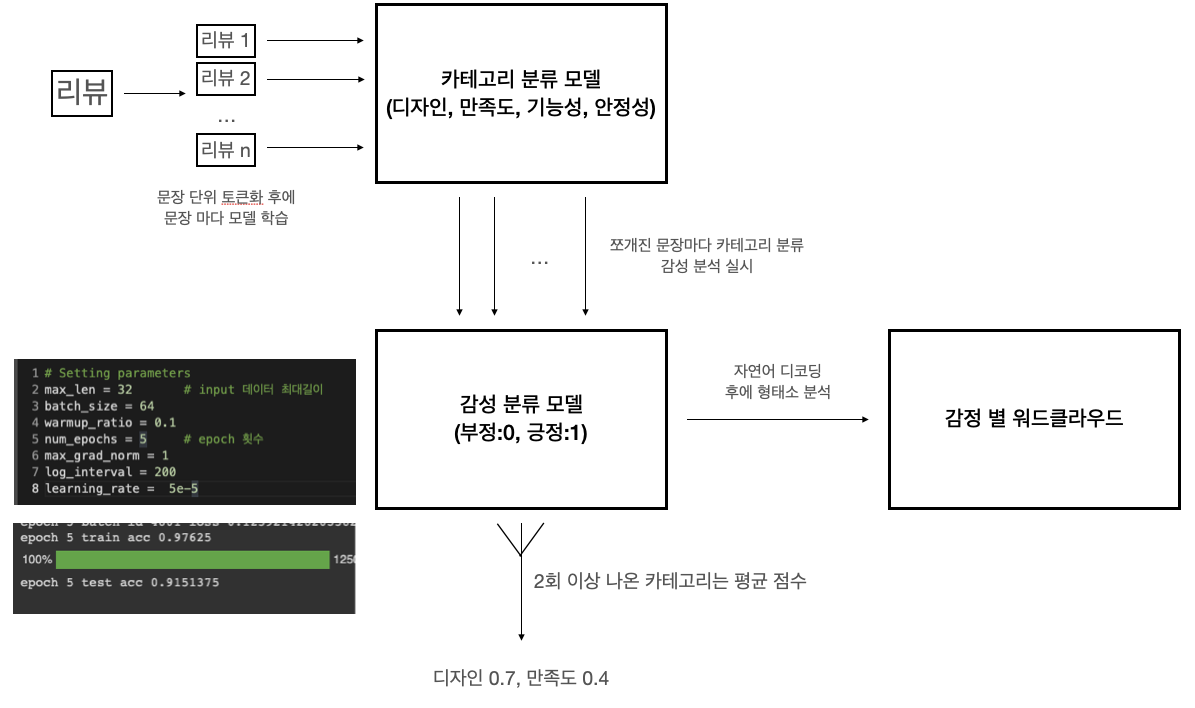 리뷰
리뷰 1
리뷰 2
...
리뷰 n
문장 단위 토큰화 후에
문장 마다 모델 학습
카테고리 분류 모델
(디자인, 만족도, 기능성, 안정성)
...
쪼개진 문장마다 카테고리 분류
감성 분석 실시
1 # Setting parameters
2 max_len = 32 # input 데이터 최대길이
3 batch_size = 64
4 warmup_ratio = 0.1
5 num_epochs = 5 # epoch 횟수
6 max_grad_norm = 1
7 log_interval = 200
8 learning_rate = 5e-5
epoch 5 train acc 0.97625
100%
epoch 5 test acc 0.9151375
감성 분류 모델
(부정:0, 긍정:1)
자연어 디코딩
후에 형태소 분석
감정 별 워드클라우드
2회 이상 나온 카테고리는 평균 점수
디자인 0.7, 만족도 0.4